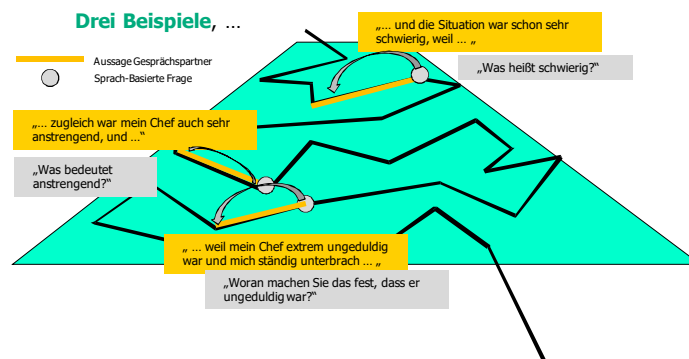 Drei Beispiele, …
Aussage Gesprächspartner
Sprach-Basierte Frage
„… und die Situation war schon sehr
schwierig, weil … „
„Was heißt schwierig?“
„… zugleich war mein Chef auch sehr
anstrengend, und …“
„Was bedeutet
anstrengend?“
„ … weil mein Chef extrem ungeduldig
war und mich ständig unterbrach … „
„Woran machen Sie das fest, dass er
ungeduldig war?“